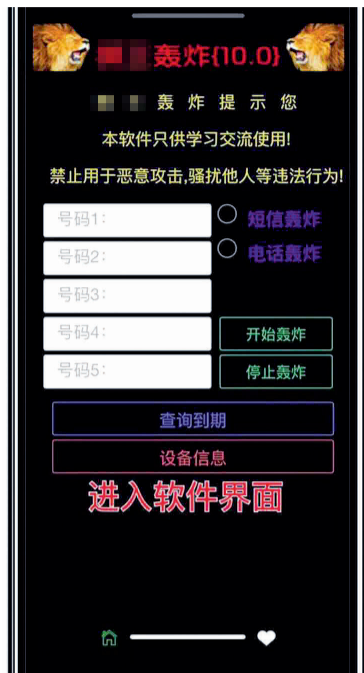 轰炸{10.0}
轰炸提示您
本软件只供学习交流使用!
禁止用于恶意攻击,骚扰他人等违法行为!
号码1:
短信轰炸
号码2:
电话轰炸
号码3:
号码4:
开始轰炸
号码5:
停止轰炸
查询到期
设备信息
进入软件界面